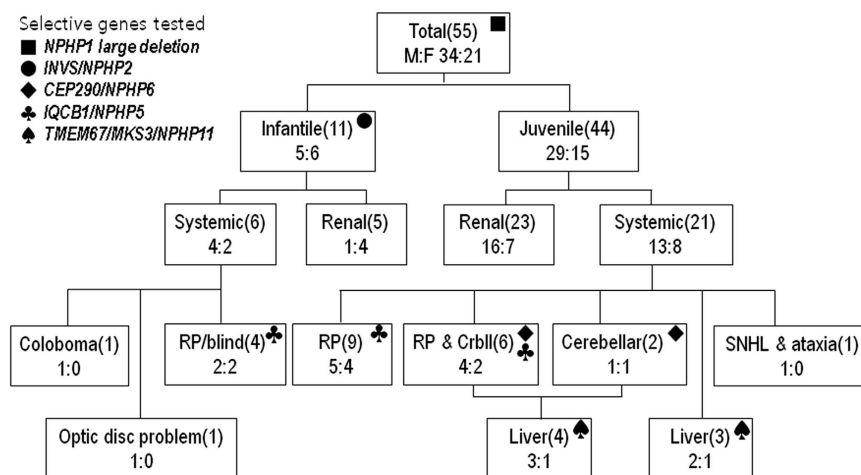 Selective genes tested
NPHP1 large deletion
INVS/NPHP2
CEP290/NPHP6
IQCB1/NPHP5
TMEM67/MKS3/NPHP11
Total(55)
M:F 34:21
Infantile(11)
5:6
Juvenile(44)
29:15
Systemic(6)
4:2
Renal(5)
1:4
Renal(23)
16:7
Systemic(21)
13:8
Coloboma(1)
1:0
RP/blind(4)
2:2
RP(9)
5:4
RP & Crbll(6)
4:2
Cerebellar(2)
1:1
SNHL & ataxia(1)
1:0
Optic disc problem(1)
1:0
Liver(4)
3:1
Liver(3)
2:1